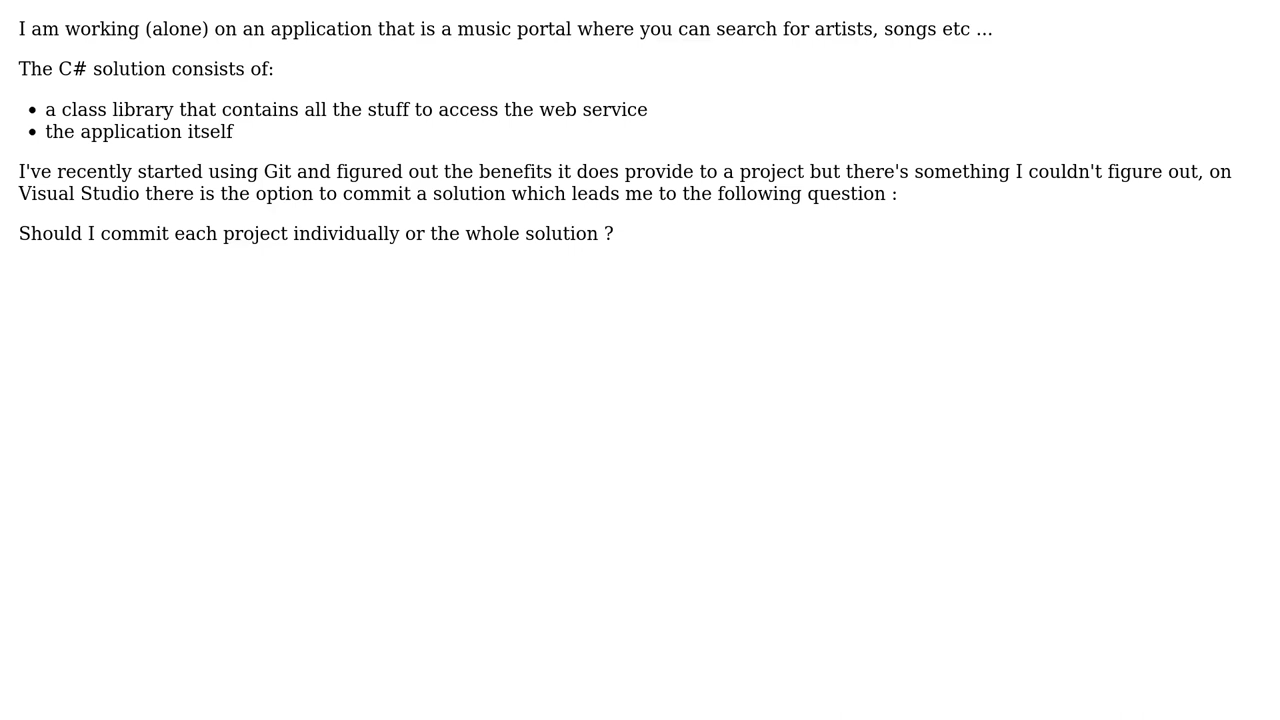 I am working (alone) on an application that is a music portal where you can search for artists, songs etc ...
The C# solution consists of:
• a class library that contains all the stuff to access the web service
• the application itself
I've recently started using Git and figured out the benefits it does provide to a project but there's something I couldn't figure out, on
Visual Studio there is the option to commit a solution which leads me to the following question :
Should I commit each project individually or the whole solution ?